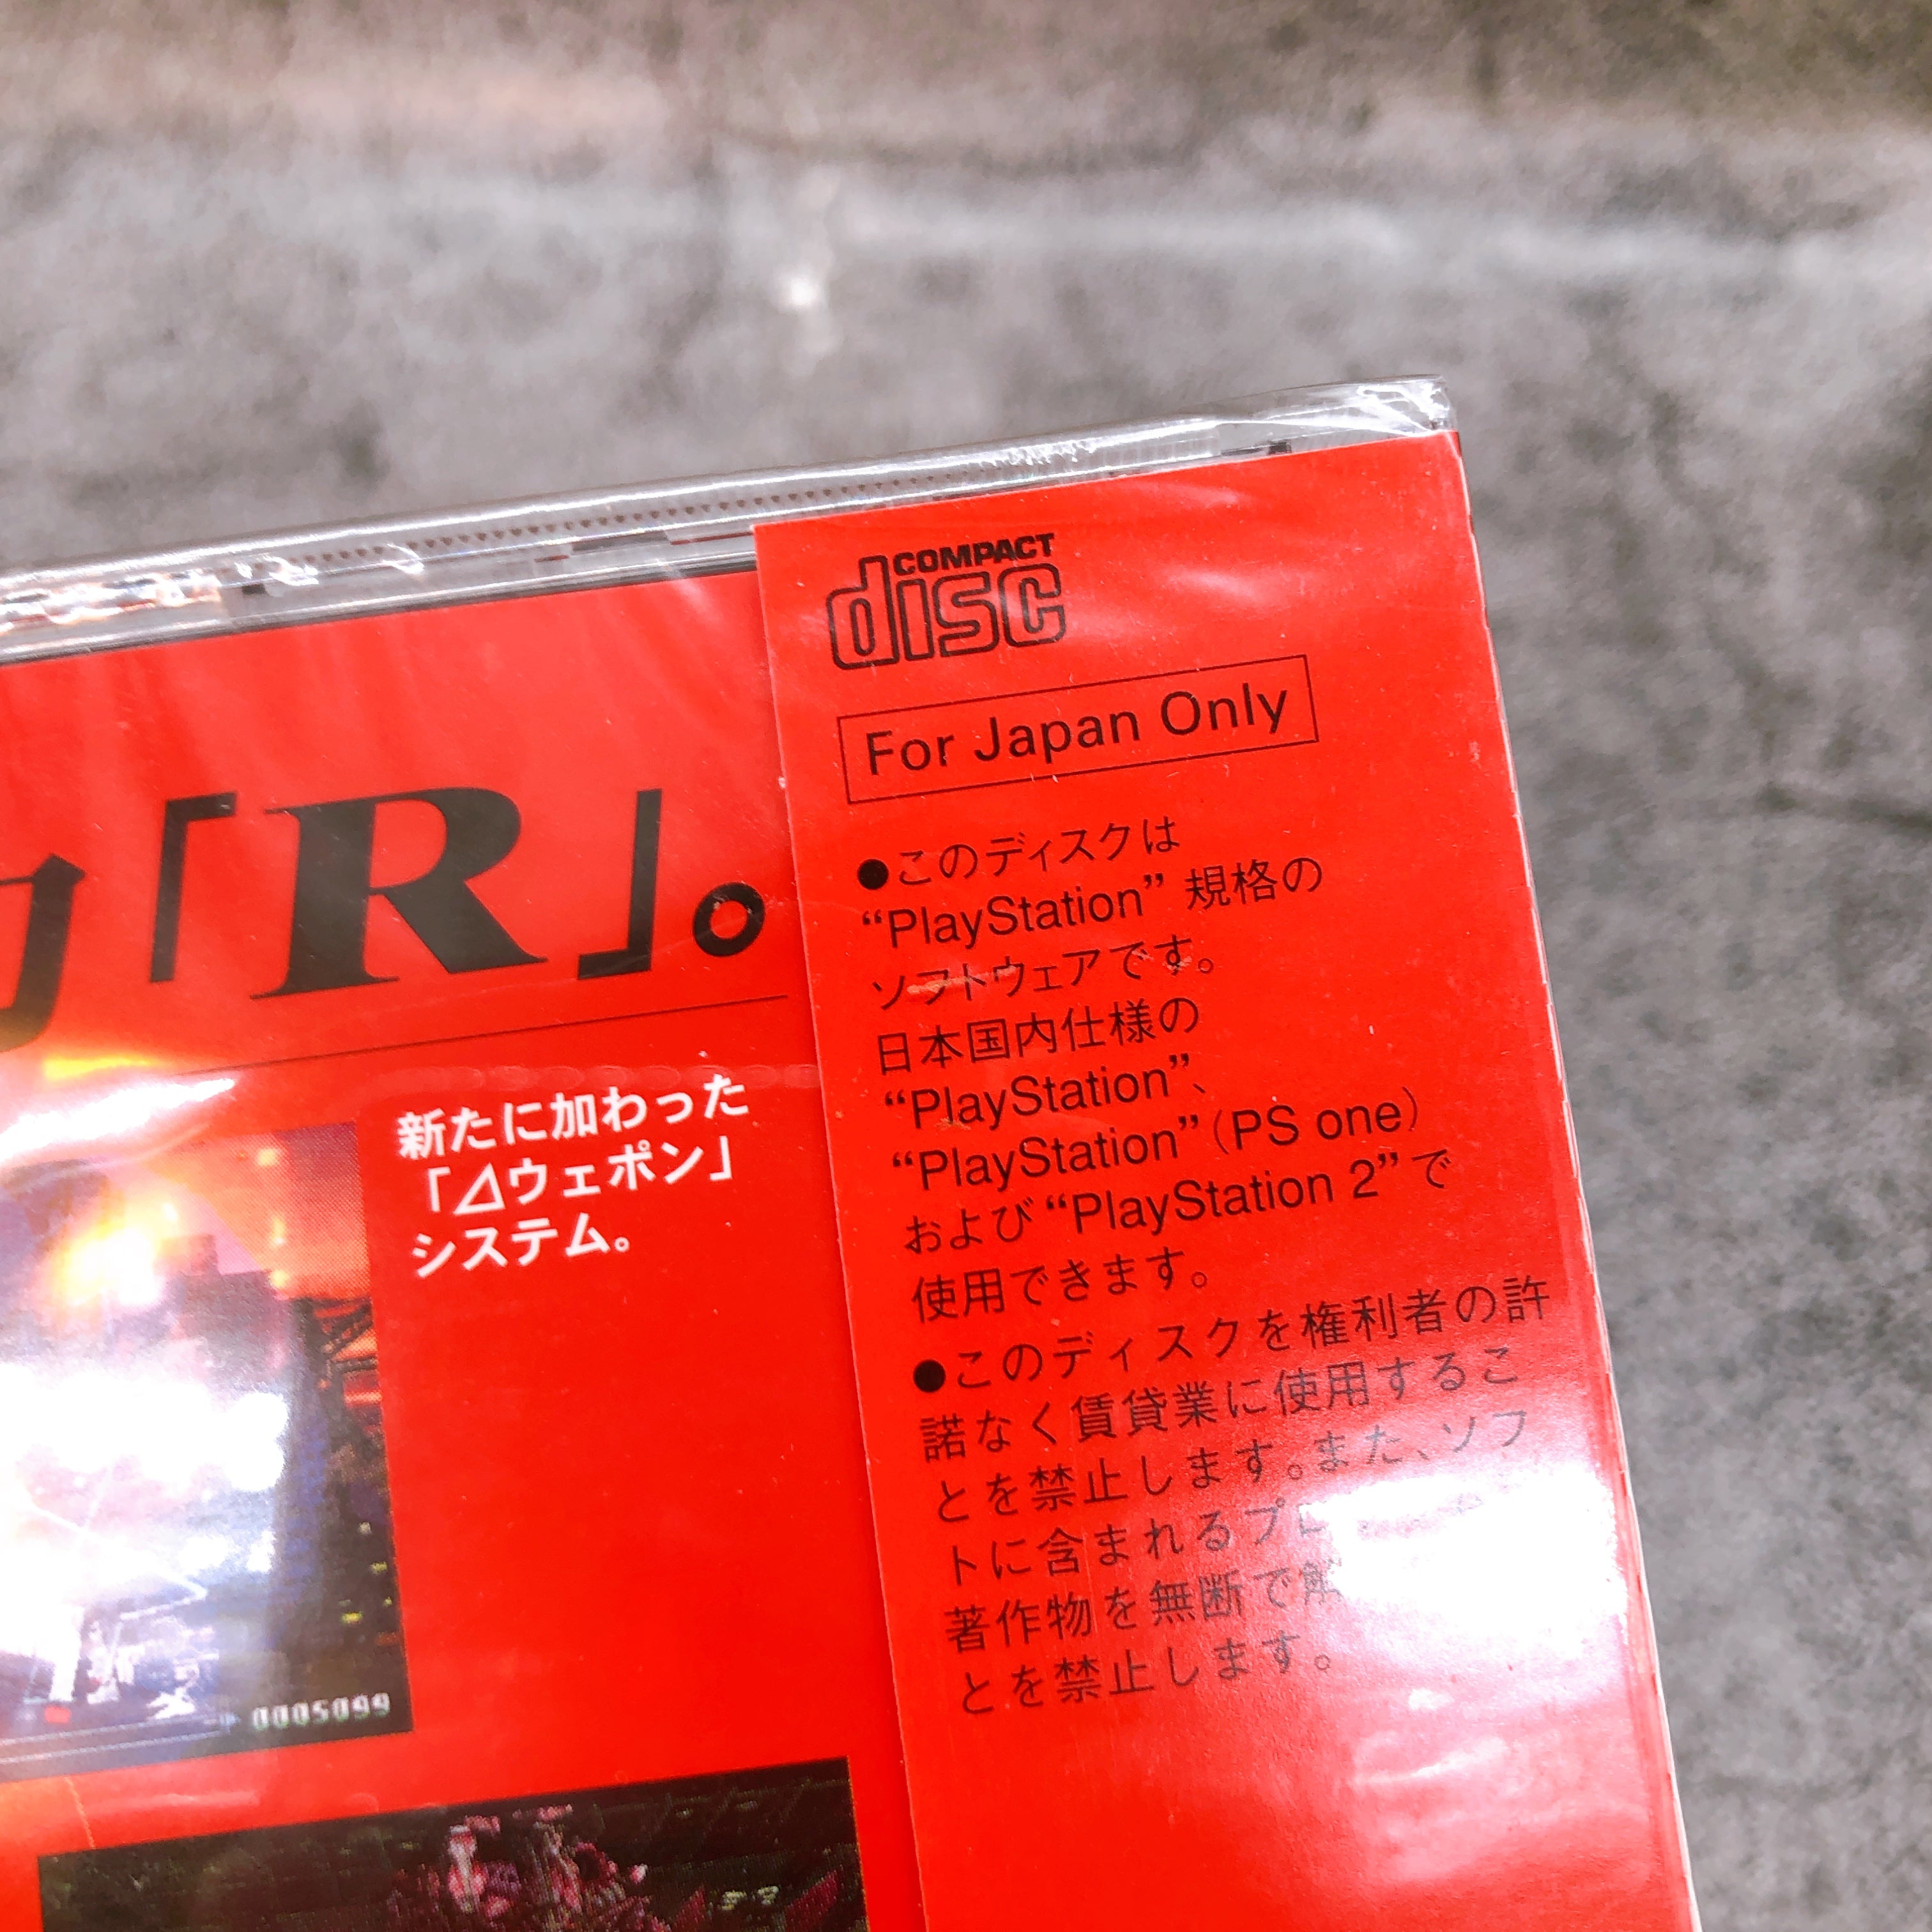 COMPACT
disc
For Japan Only
「R」。
●このディスクは
“PlayStation” 規格の
ソフトウェアです。
日本国内仕様の
“PlayStation”、
“PlayStation”(PS one)
および“PlayStation 2”で
使用できます。
●このディスクを権利者の許
諾なく賃貸業に使用するこ
とを禁止します。また、ソフ
トに含まれるプ
著作物を無断で
とを禁止します。
新たに加わった
「⊿ウェポン」
システム。
0005099